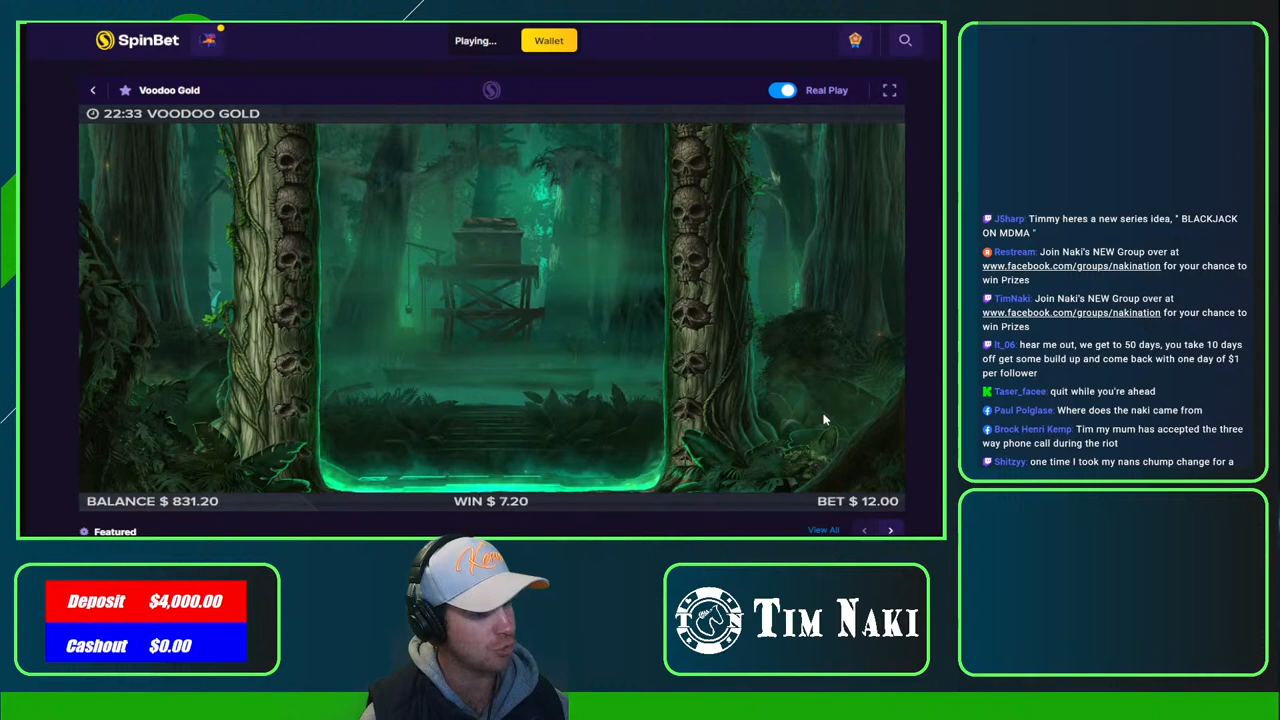 SpinBet
Playing...
Wallet
Voodoo Gold
Real Play
22:33 VOODOO GOLD
BALANCE $ 831.20
WIN $ 7.20
BET $ 12.00
Featured
View All
J5harp: Timmy heres a new series idea, " BLACKJACK
ON MDMA "
Restream: Join Naki's NEW Group over at
www.facebook.com/groups/nakination for your chance to
win Prizes
TimNaki: Join Naki's NEW Group over at
www.facebook.com/groups/nakination for your chance to
win Prizes
lt_06: hear me out, we get to 50 days, you take 10 days
off get some build up and come back with one day of $1
per follower
Taser_facee: quit while you're ahead
Paul Polglase: Where does the naki came from
Brock Henri Kemp: Tim my mum has accepted the three
way phone call during the riot
Shitzyy: one time I took my nans chump change for a
Deposit $4,000.00
Cashout $0.00
TIM NAKI